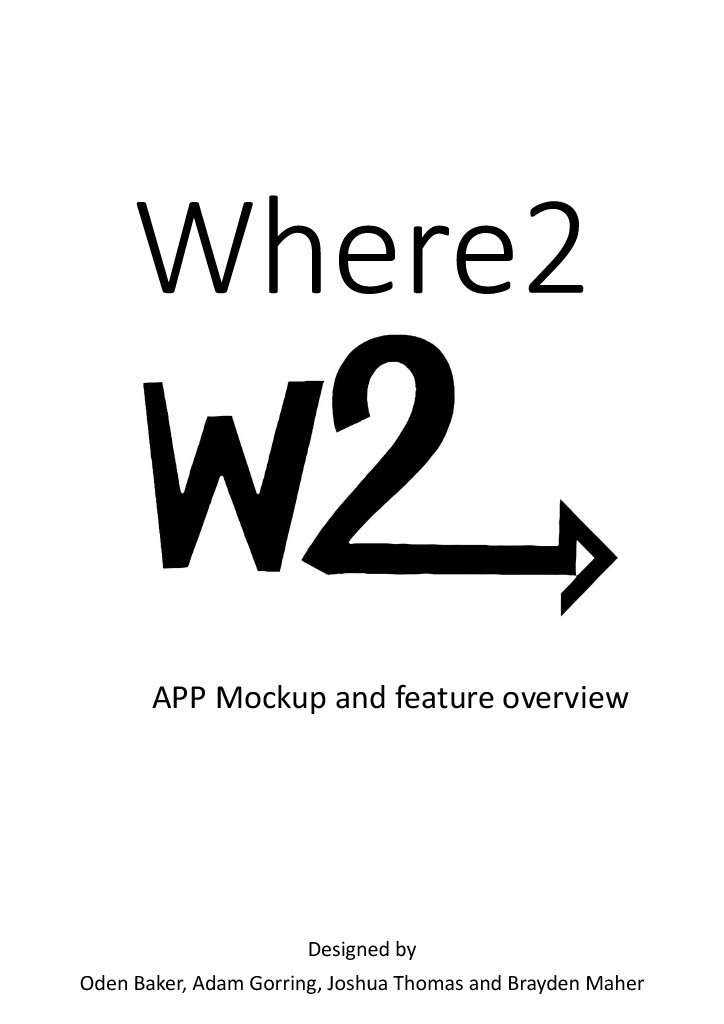 Where2
W2
APP Mockup and feature overview
Designed by
Oden Baker, Adam Gorring, Joshua Thomas and Brayden Maher